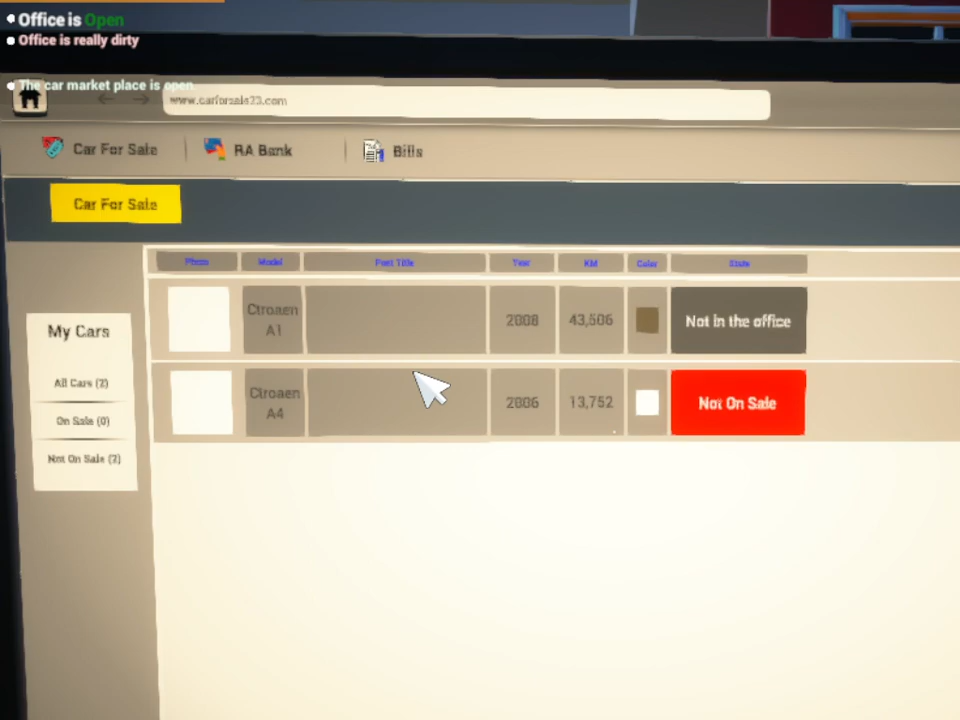 Office is Open
Office is really dirty
The car market place is open.
www.carforsale23.com
Car For Sale
RA Bank
Bills
Car For Sale
Photo Model Post Title Year KM Color State
My Cars
All Cars (2)
On Sale (0)
Not On Sale (2)
Ctroaen A1 2008 43,506 Not in the office
Ctroaen A4 2006 13,752 Not On Sale